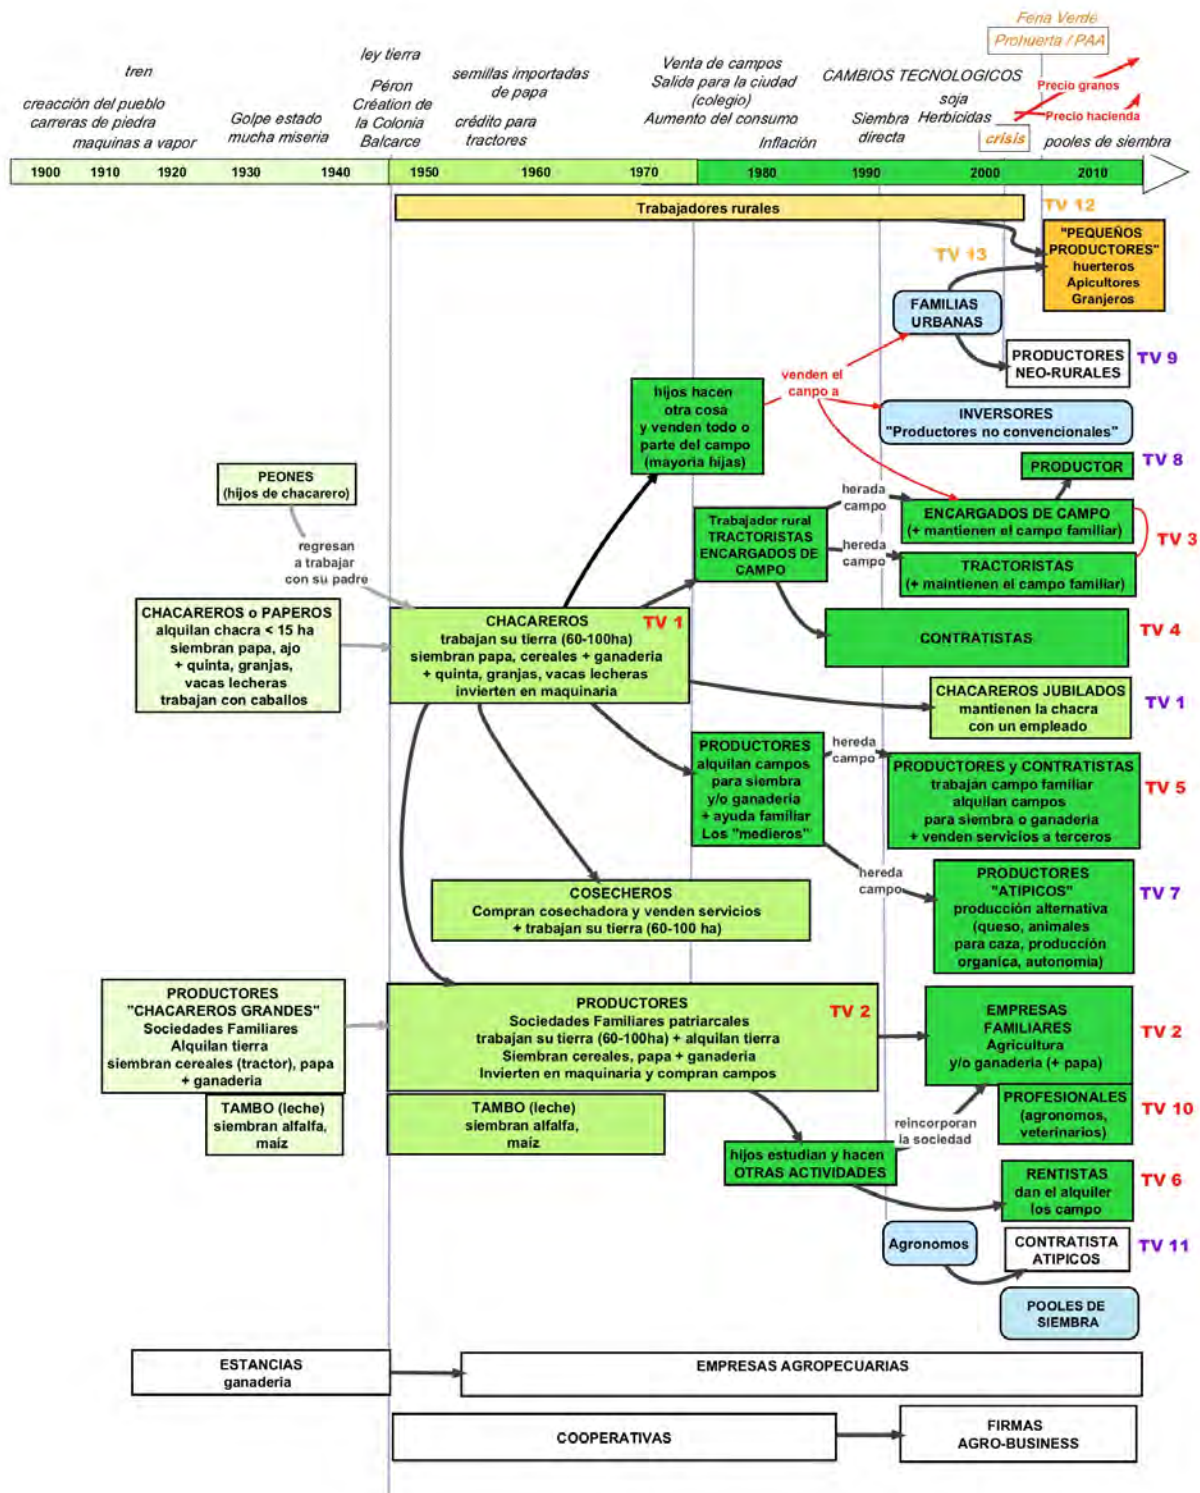 Feria Verde
Prohuerta / PAA
ley tierra
tren
semillas importadas
de papa
Venta de campos
Salida para la ciudad
(colegio)
Aumento del consumo
CAMBIOS TECNOLOGICOS
Precio granos
Péron
Création de
la Colonia
Balcarce
creacción del pueblo
carreras de piedra
maquinas a vapor
Golpe estado
mucha miseria
crédito para
tractores
soja
Herbicidas
Precio hacienda
Siembra
directa
Inflación
crisis
pooles de siembra
1900
1910
1920
1930
1940
1950
1960
1970
1980
1990
2000
2010
Trabajadores rurales
TV 12
"PEQUEÑOS
PRODUCTORES"
huerteros
Apicultores
Granjeros
TV 13
FAMILIAS
URBANAS
PRODUCTORES
NEO-RURALES
TV 9
venden el
canpo a
hijos hacen
otra cosa
y venden todo o
parte del campo
(mayoria hijas)
INVERSORES
"Productores no convencionales"
PRODUCTOR
TV 8
PEONES
(hijos de chacarero)
herada
campo
ENCARGADOS DE CAMPO
(+ mantienen el campo familiar)
Trabajador rural
TRACTORISTAS
ENCARGADOS DE
CAMPO
TV 3
hereda
campo
TRACTORISTAS
(+ maintienen el campo familiar)
regresan
a trabajar
con su padre
CHACAREROS o PAPEROS
alquilan chacra < 15 ha
siembran papa, ajo
+ quinta, granjas,
vacas lecheras
trabajan con caballos
CHACAREROS
TV 1
trabajan su tierra (60-100ha)
siembran papa, cereales + ganaderia
+ quinta, granjas, vacas lecheras
invierten en maquinaria
CONTRATISTAS
TV 4
CHACAREROS JUBILADOS
mantienen la chacra
con un empleado
TV 1
PRODUCTORES
alquilan campos
para siembra
y/o ganaderia
+ ayuda familiar
Los "medieros"
hereda
campo
PRODUCTORES y CONTRATISTAS
trabaján campo familiar
alquilan campos
para siembra o ganaderia
+ venden servicios a terceros
TV 5
hereda
campo
PRODUCTORES
"ATIPICOS"
producción alternativa
(queso, animales
para caza, producción
organica, autonomia)
TV 7
COSECHEROS
Compran cosechadora y venden servicios
+ trabajan su tierra (60-100 ha)
PRODUCTORES
"CHACAREROS GRANDES"
Sociedades Familiares
Alquilan tierra
siembran cereales (tractor), papa
+ ganaderia
PRODUCTORES
TV 2
Sociedades Familiares patriarcales
trabajan su tierra (60-100ha) + alquilan tierra
Siembran cereales, papa + ganaderia
Invierten en maquinaria y compran campos
EMPRESAS
FAMILIARES
Agricultura
y/o ganaderia (+ papa)
TV 2
TAMBO (leche)
siembran alfalfa,
maíz
TAMBO (leche)
siembran alfalfa,
maíz
PROFESIONALES
(agronomos,
veterinarios)
TV 10
reincorporan
la sociedad
hijos estudian y hacen
OTRAS ACTIVIDADES
RENTISTAS
dan el alquiler
los campo
TV 6
Agronomos
CONTRATISTA
ATIPICOS
TV 11
POOLES DE
SIEMBRA
ESTANCIAS
ganaderia
EMPRESAS AGROPECUARIAS
COOPERATIVAS
FIRMAS
AGRO-BUSINESS